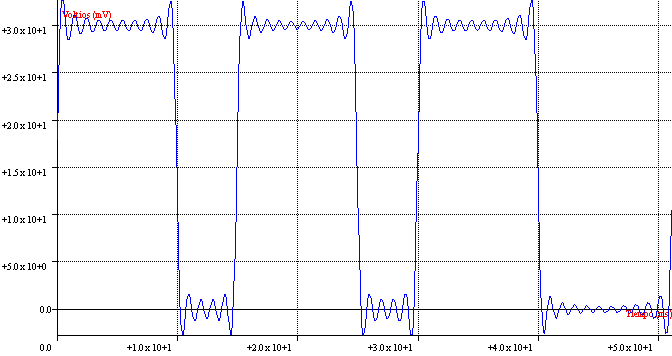 Voltios (mV)
+3.0 x 10+1
+2.5 x 10+1
+2.0 x 10+1
+1.5 x 10+1
+1.0 x 10+1
+5.0 x 10+0
0.0
Tiempo (ms
0.0
+1.0 x 10+1
+2.0 x 10+1
+3.0 x 10+1
+4.0 x 10+1
+5.0 x 10+1